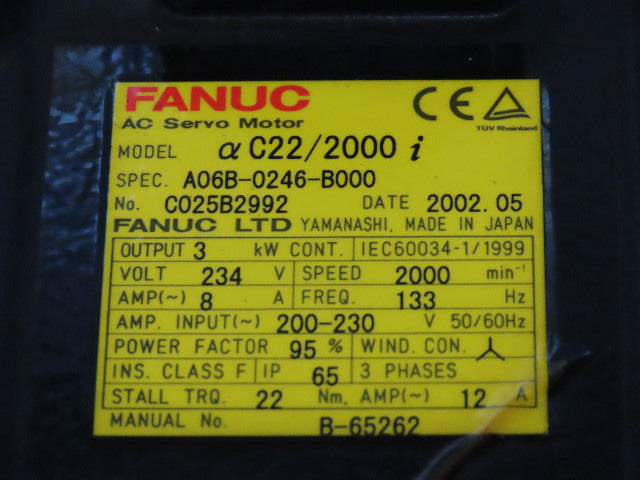 FANUC
CE TÜV Rheinland
AC Servo Motor
MODEL αC22/2000i
SPEC. A06B-0246-B000
No. C025B2992 DATE 2002.05
FANUC LTD YAMANASHI, MADE IN JAPAN
OUTPUT 3 kW CONT. IEC60034-1/1999
VOLT 234 V SPEED 2000 min⁻¹
AMP(~) 8 A FREQ. 133 Hz
AMP. INPUT(~) 200-230 V 50/60Hz
POWER FACTOR 95 % WIND. CON.
INS. CLASS F IP 65 3 PHASES
STALL TRQ. 22 Nm, AMP(~) 12 A
MANUAL No. B-65262